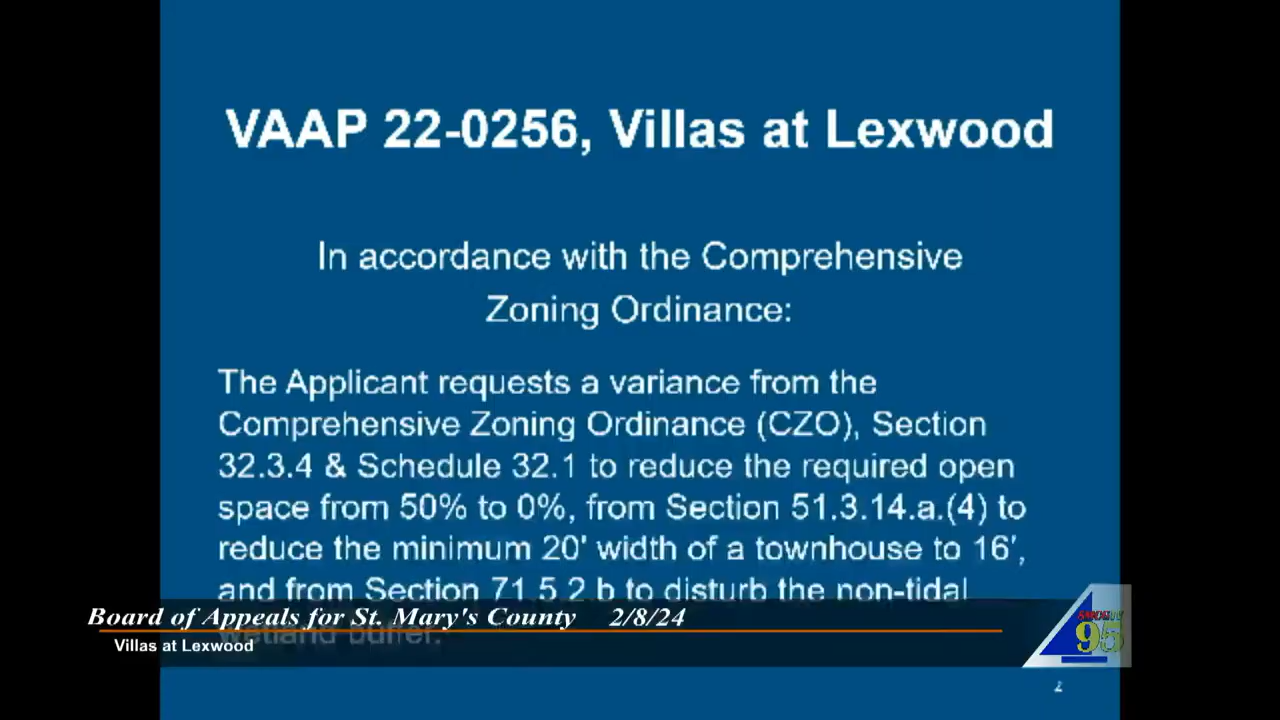 VAAP 22-0256, Villas at Lexwood
In accordance with the Comprehensive
Zoning Ordinance:
The Applicant requests a variance from the
Comprehensive Zoning Ordinance (CZO), Section
32.3.4 & Schedule 32.1 to reduce the required open
space from 50% to 0%, from Section 51.3.14.a.(4) to
reduce the minimum 20' width of a townhouse to 16',
and from Section 71.5.2.b to disturb the non-tidal
wetland buffer.
Board of Appeals for St. Mary's County 2/8/24
Villas at Lexwood
95
2